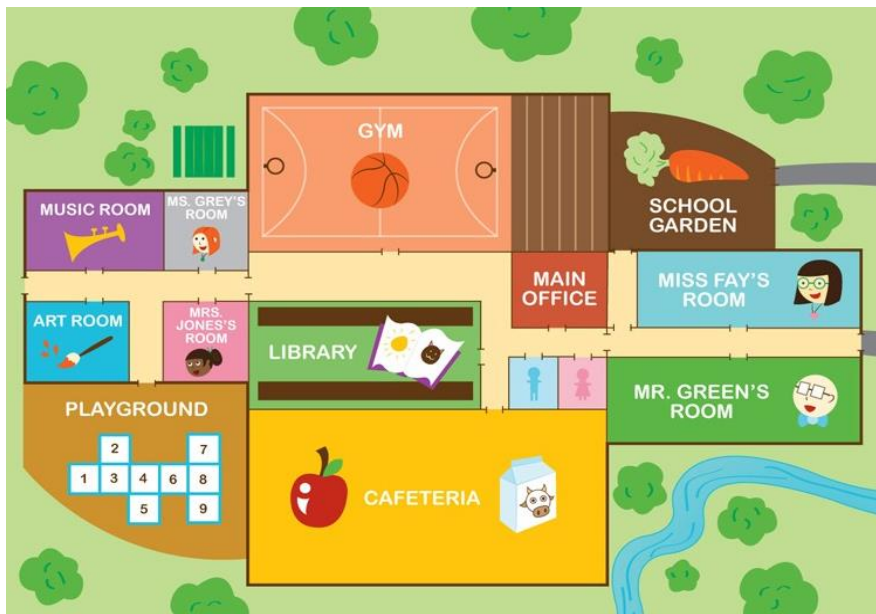 GYM
MUSIC ROOM
MS. GREY'S
ROOM
SCHOOL
GARDEN
MAIN
OFFICE
MISS FAY'S
ROOM
ART ROOM
MRS.
JONES'S
ROOM
LIBRARY
PLAYGROUND
MR. GREEN'S
ROOM
2 7
1 3 4 6 8
5 9
CAFETERIA